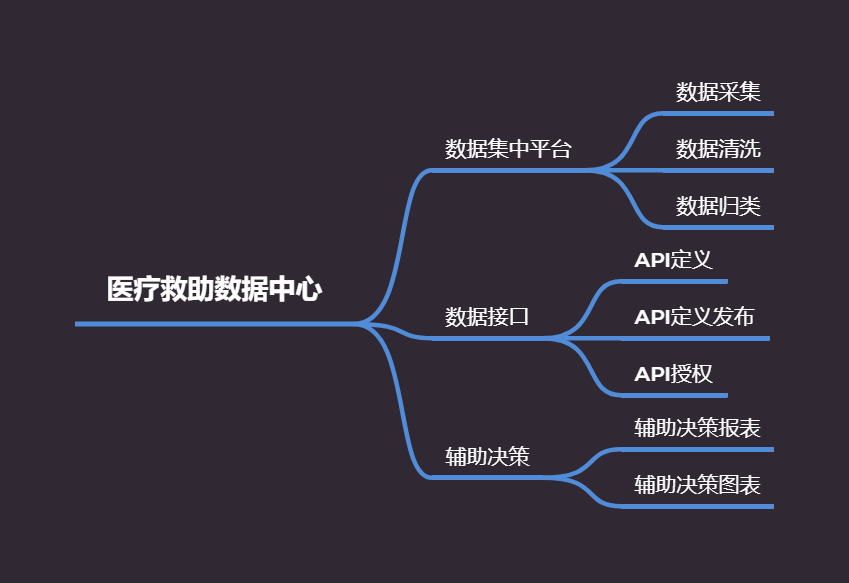 医疗救助数据中心
数据集中平台
数据采集
数据清洗
数据归类
数据接口
API定义
API定义发布
API授权
辅助决策
辅助决策报表
辅助决策图表